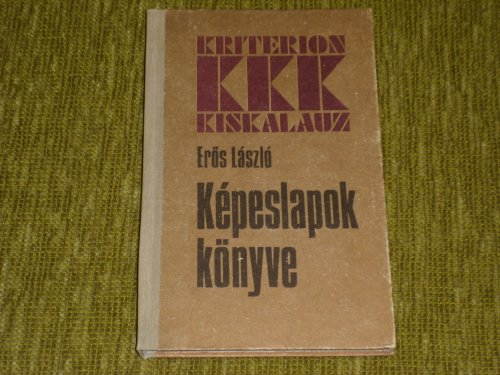 KRITERION
KKK
KISKALAUZ
Erős László
Képeslapok
könyve